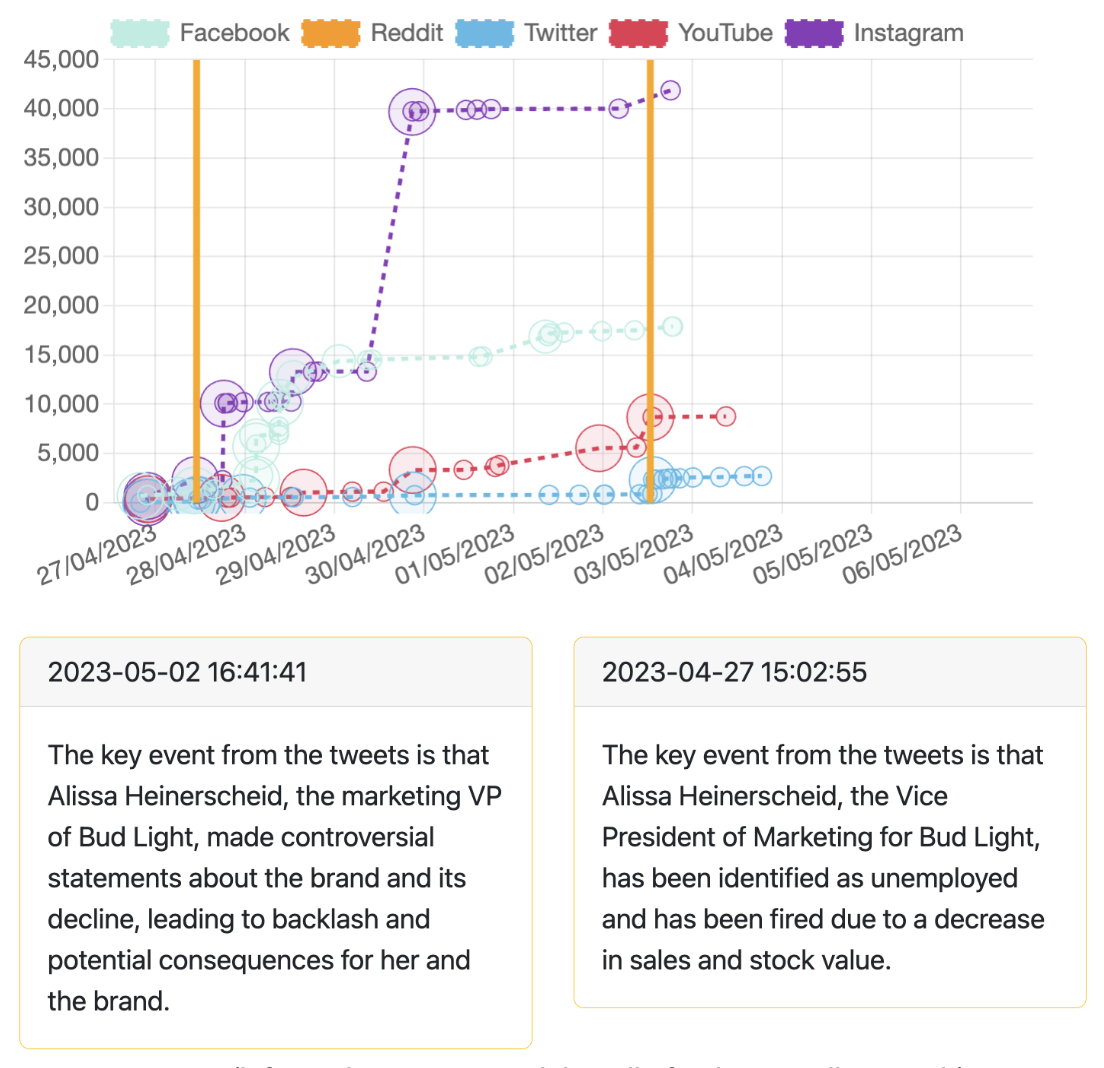 Facebook Reddit Twitter YouTube Instagram
45,000
40,000
35,000
30,000
25,000
20,000
15,000
10,000
5,000
0
27/04/2023 28/04/2023 29/04/2023 30/04/2023 01/05/2023 02/05/2023 03/05/2023 04/05/2023 05/05/2023 06/05/2023
2023-05-02 16:41:41
The key event from the tweets is that
Alissa Heinerscheid, the marketing VP
of Bud Light, made controversial
statements about the brand and its
decline, leading to backlash and
potential consequences for her and
the brand.
2023-04-27 15:02:55
The key event from the tweets is that
Alissa Heinerscheid, the Vice
President of Marketing for Bud Light,
has been identified as unemployed
and has been fired due to a decrease
in sales and stock value.